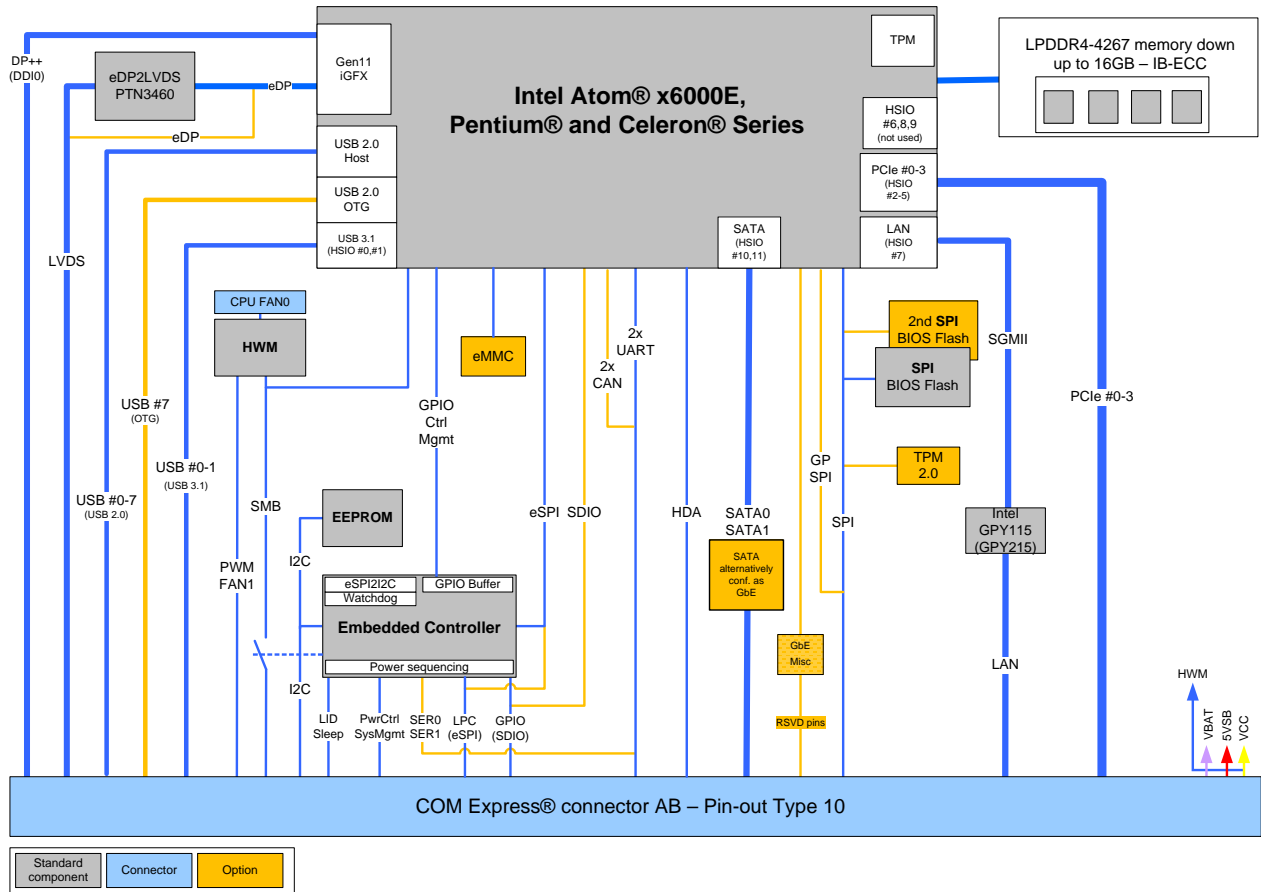 DP++
(DDI0)
eDP2LVDS
PTN3460
eDP
eDP
Gen11
iGFX
USB 2.0
Host
USB 2.0
OTG
USB 3.1
(HSIO #0,#1)
Intel Atom® x6000E,
Pentium® and Celeron® Series
TPM
HSIO
#6,8,9
(not used)
PCIe #0-3
(HSIO
#2-5)
SATA
(HSIO
#10,11)
LAN
(HSIO
#7)
LPDDR4-4267 memory down
up to 16GB – IB-ECC
LVDS
CPU FAN0
HWM
eMMC
2x
UART
2x
CAN
2nd SPI
BIOS Flash
SPI
BIOS Flash
SGMII
PCIe #0-3
USB #7
(OTG)
GPIO
Ctrl
Mgmt
USB #0-1
(USB 3.1)
USB #0-7
(USB 2.0)
SMB
EEPROM
eSPI
SDIO
HDA
SATA0
SATA1
GP
SPI
SPI
TPM
2.0
Intel
GPY115
(GPY215)
I2C
PWM
FAN1
eSPI2I2C
Watchdog
GPIO Buffer
Embedded Controller
Power sequencing
SATA
alternatively
conf. as
GbE
GbE
Misc
LAN
I2C
LID
Sleep
PwrCtrl
SysMgmt
SER0
SER1
LPC
(eSPI)
GPIO
(SDIO)
RSVD pins
HWM
VBAT
5VSB
VCC
COM Express® connector AB – Pin-out Type 10
Standard
component
Connector
Option